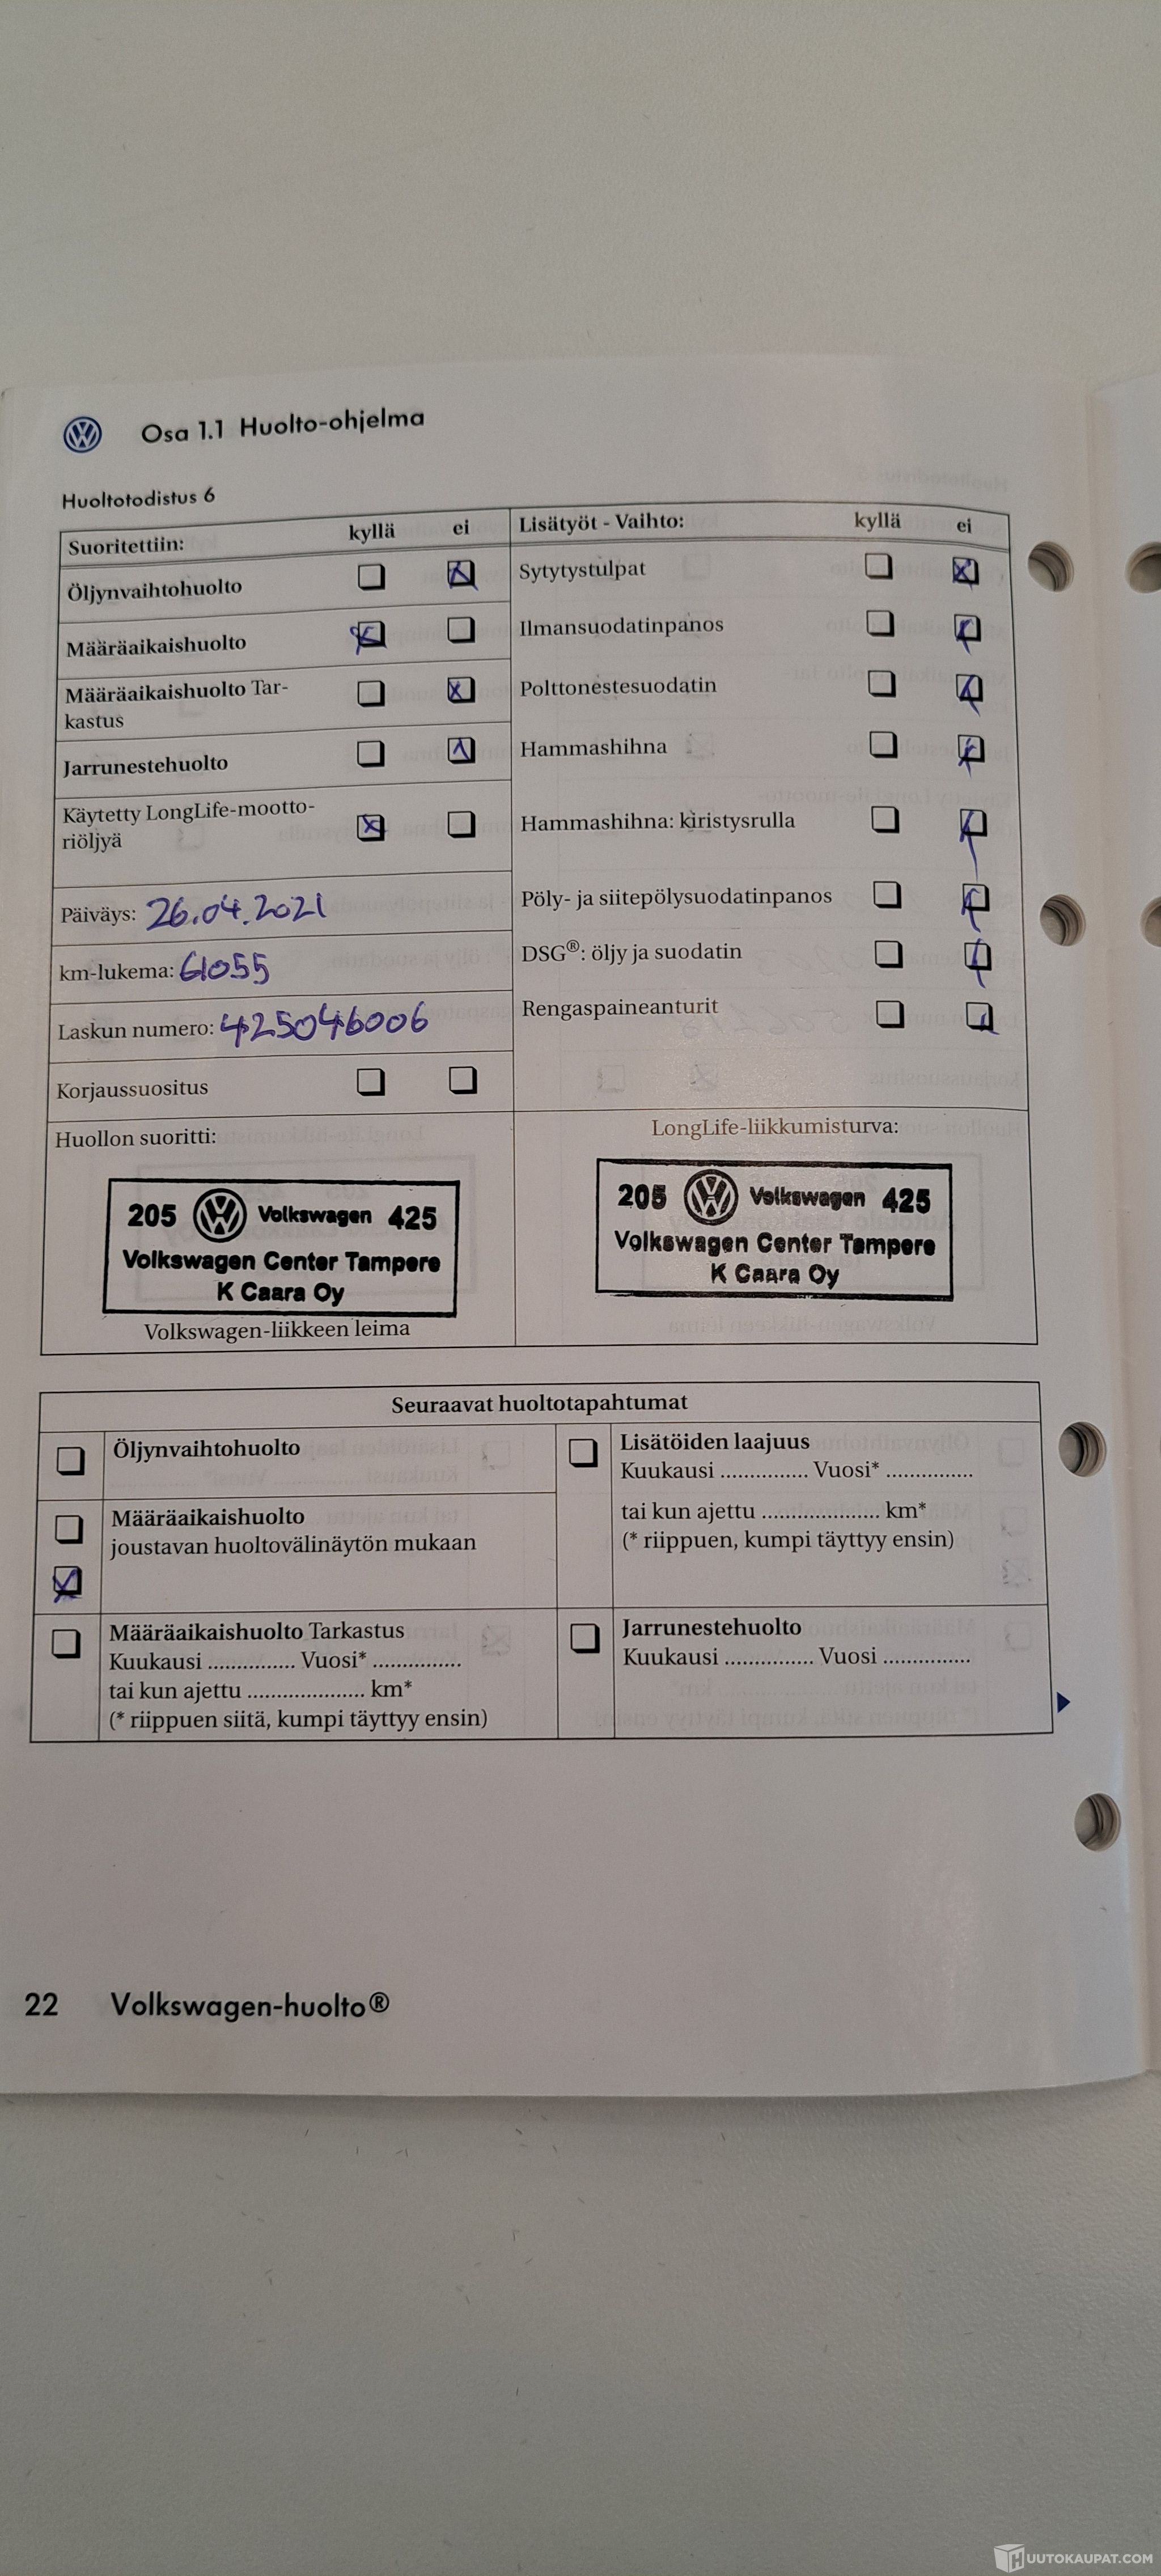 Osa 1.1 Huolto-ohjelma
Huoltotodistus 6
Suoritettiin: kyllä ei
Öljynvaihtohuolto
Määräaikaishuolto
Määräaikaishuolto Tar-
kastus
Jarrunestehuolto
Käytetty LongLife-mootto-
riöljyä
Päiväys: 26.04.2021
km-lukema: 61055
Laskun numero: 425046006
Korjaussuositus
Lisätyöt - Vaihto: kyllä ei
Sytytystulpat
Ilmansuodatinpanos
Polttonestesuodatin
Hammashihna
Hammashihna: kiristysrulla
Pöly- ja siitepölysuodatinpanos
DSG®: öljy ja suodatin
Rengaspaineanturit
Huollon suoritti:
205 Volkswagen 425
Volkswagen Center Tampere
K Caara Oy
Volkswagen-liikkeen leima
LongLife-liikkumisturva:
205 Volkswagen 425
Volkswagen Center Tampere
K Caara Oy
Seuraavat huoltotapahtumat
Öljynvaihtohuolto
Määräaikaishuolto
joustavan huoltovälinäytön mukaan
Määräaikaishuolto Tarkastus
Kuukausi .............. Vuosi* ..............
tai kun ajettu .................... km*
(* riippuen siitä, kumpi täyttyy ensin)
Lisätöiden laajuus
Kuukausi .............. Vuosi* ..............
tai kun ajettu .................... km*
(* riippuen, kumpi täyttyy ensin)
Jarrunestehuolto
Kuukausi .............. Vuosi ..............
22 Volkswagen-huolto®
HUUTOKAUPAT.COM